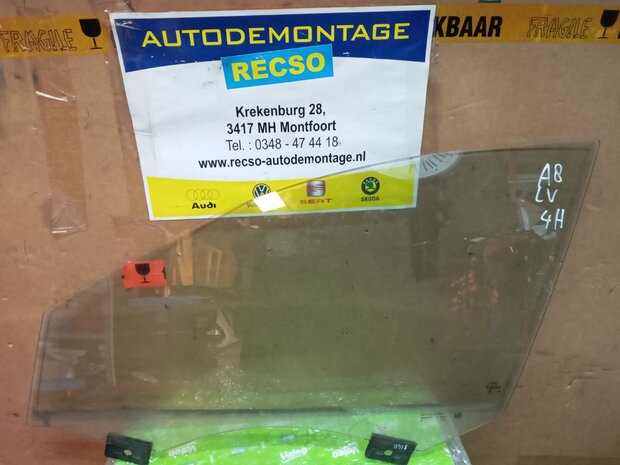 FRAGILE
AUTODEMONTAGE
RECSO
KBAAR
FRAGILE
Krekenburg 28,
3417 MH Montfoort
Tel. : 0348 - 47 44 18
www.recso-autodemontage.nl
Audi
SEAT
SKODA
A8
LV
4H
Valeo
Valeo